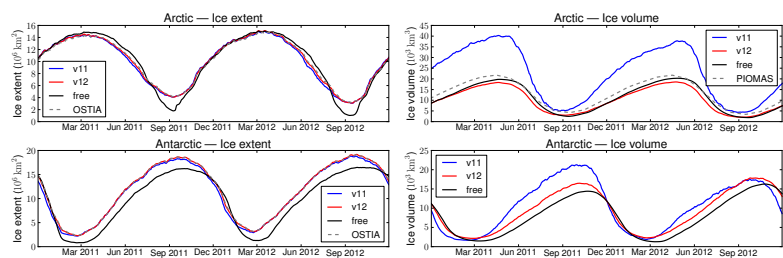 Arctic — Ice extent
Ice extent (10⁶ km²)
16
14
12
10
8
6
4
2
0
v11
v12
free
OSTIA
Mar 2011 Jun 2011 Sep 2011 Dec 2011 Mar 2012 Jun 2012 Sep 2012
Arctic — Ice volume
Ice volume (10³ km³)
45
40
35
30
25
20
15
10
5
0
v11
v12
free
PIOMAS
Mar 2011 Jun 2011 Sep 2011 Dec 2011 Mar 2012 Jun 2012 Sep 2012
Antarctic — Ice extent
Ice extent (10⁶ km²)
20
15
10
5
0
v11
v12
free
OSTIA
Mar 2011 Jun 2011 Sep 2011 Dec 2011 Mar 2012 Jun 2012 Sep 2012
Antarctic — Ice volume
Ice volume (10³ km³)
25
20
15
10
5
0
v11
v12
free
Mar 2011 Jun 2011 Sep 2011 Dec 2011 Mar 2012 Jun 2012 Sep 2012